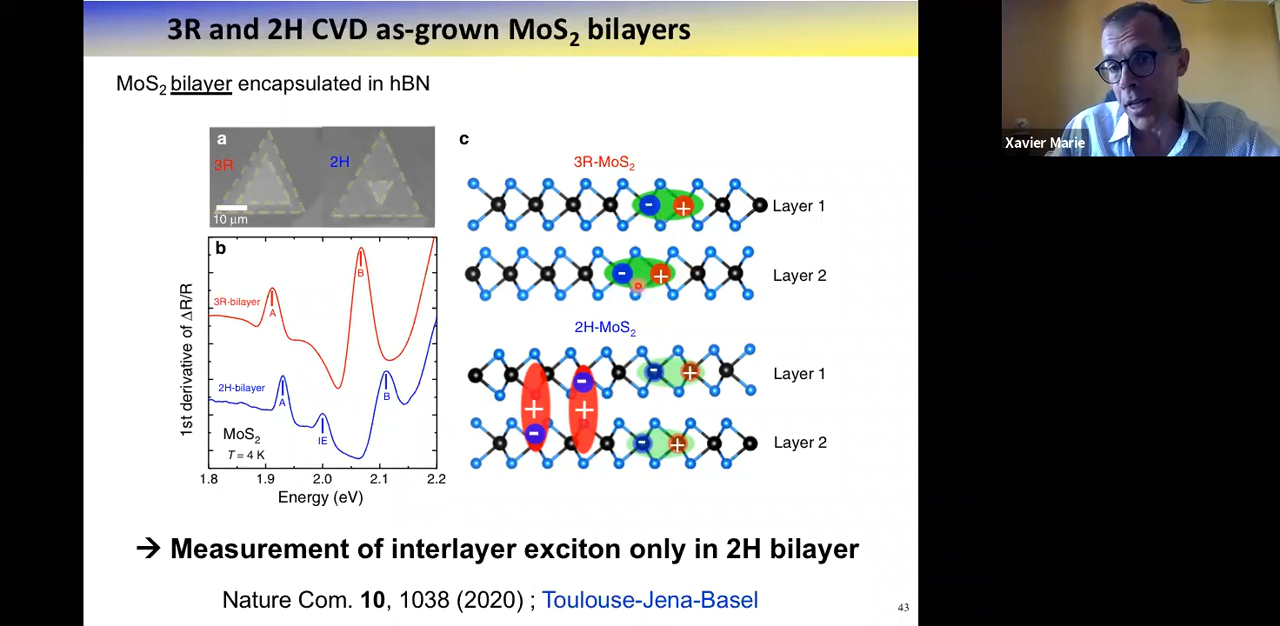 3R and 2H CVD as-grown MoS2 bilayers
MoS2 bilayer encapsulated in hBN
a
3R
2H
10 μm
b
1st derivative of ΔR/R
3R-bilayer
A
B
2H-bilayer
A
IE
B
MoS2
T = 4 K
1.8 1.9 2.0 2.1 2.2
Energy (eV)
c
3R-MoS2
- +
Layer 1
- +
Layer 2
2H-MoS2
- - +
Layer 1
+ +
- - +
Layer 2
→ Measurement of interlayer exciton only in 2H bilayer
Nature Com. 10, 1038 (2020) ; Toulouse-Jena-Basel
43
Xavier Marie